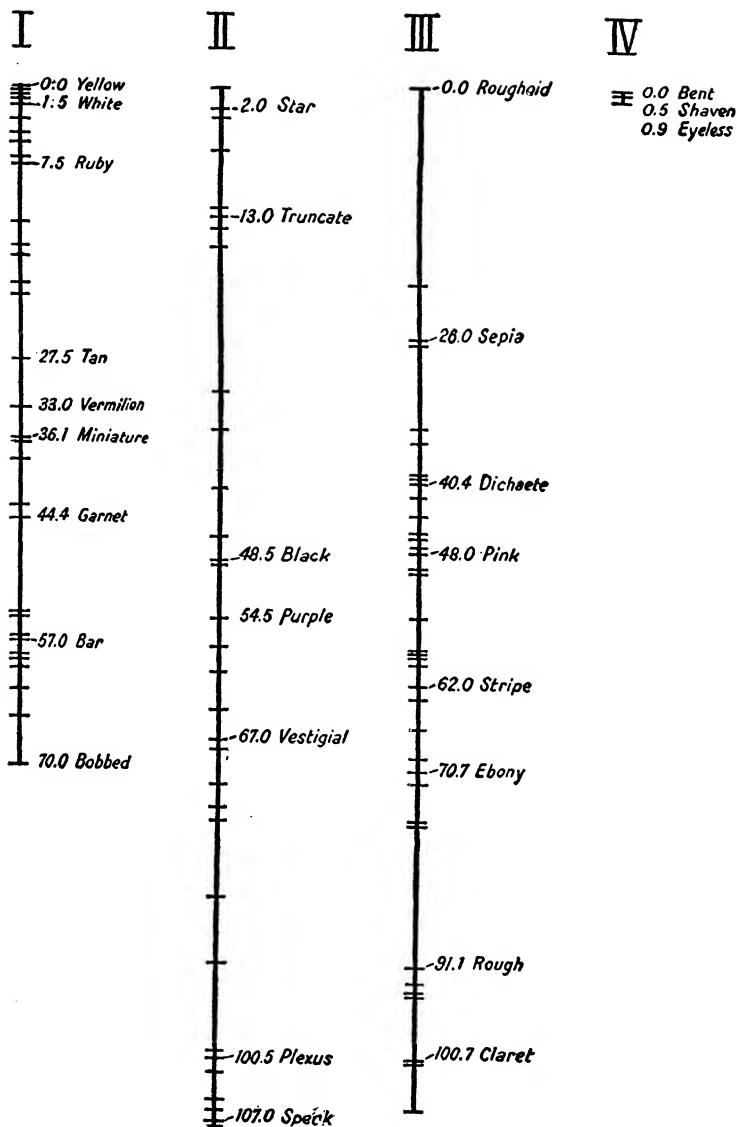 I
0.0 Yellow
1.5 White
7.5 Ruby
27.5 Tan
33.0 Vermilion
36.1 Miniature
44.4 Garnet
57.0 Bar
70.0 Bobbed
II
2.0 Star
13.0 Truncate
48.5 Black
54.5 Purple
67.0 Vestigial
100.5 Plexus
107.0 Speck
III
0.0 Roughoid
26.0 Sepia
40.4 Dichaete
48.0 Pink
62.0 Stripe
70.7 Ebony
91.1 Rough
100.7 Claret
IV
0.0 Bent
0.5 Shaven
0.9 Eyeless